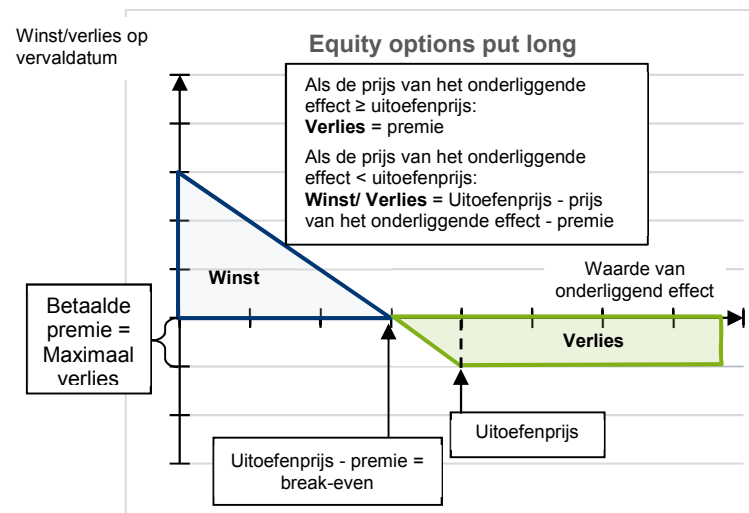 Winst/verlies op
vervaldatum
Equity options put long
Als de prijs van het onderliggende
effect ≥ uitoefenprijs:
Verlies = premie
Als de prijs van het onderliggende
effect < uitoefenprijs:
Winst/ Verlies = Uitoefenprijs - prijs
van het onderliggende effect - premie
Winst
Waarde van
onderliggend effect
Betaalde
premie =
Maximaal
verlies
Verlies
Uitoefenprijs
Uitoefenprijs - premie =
break-even